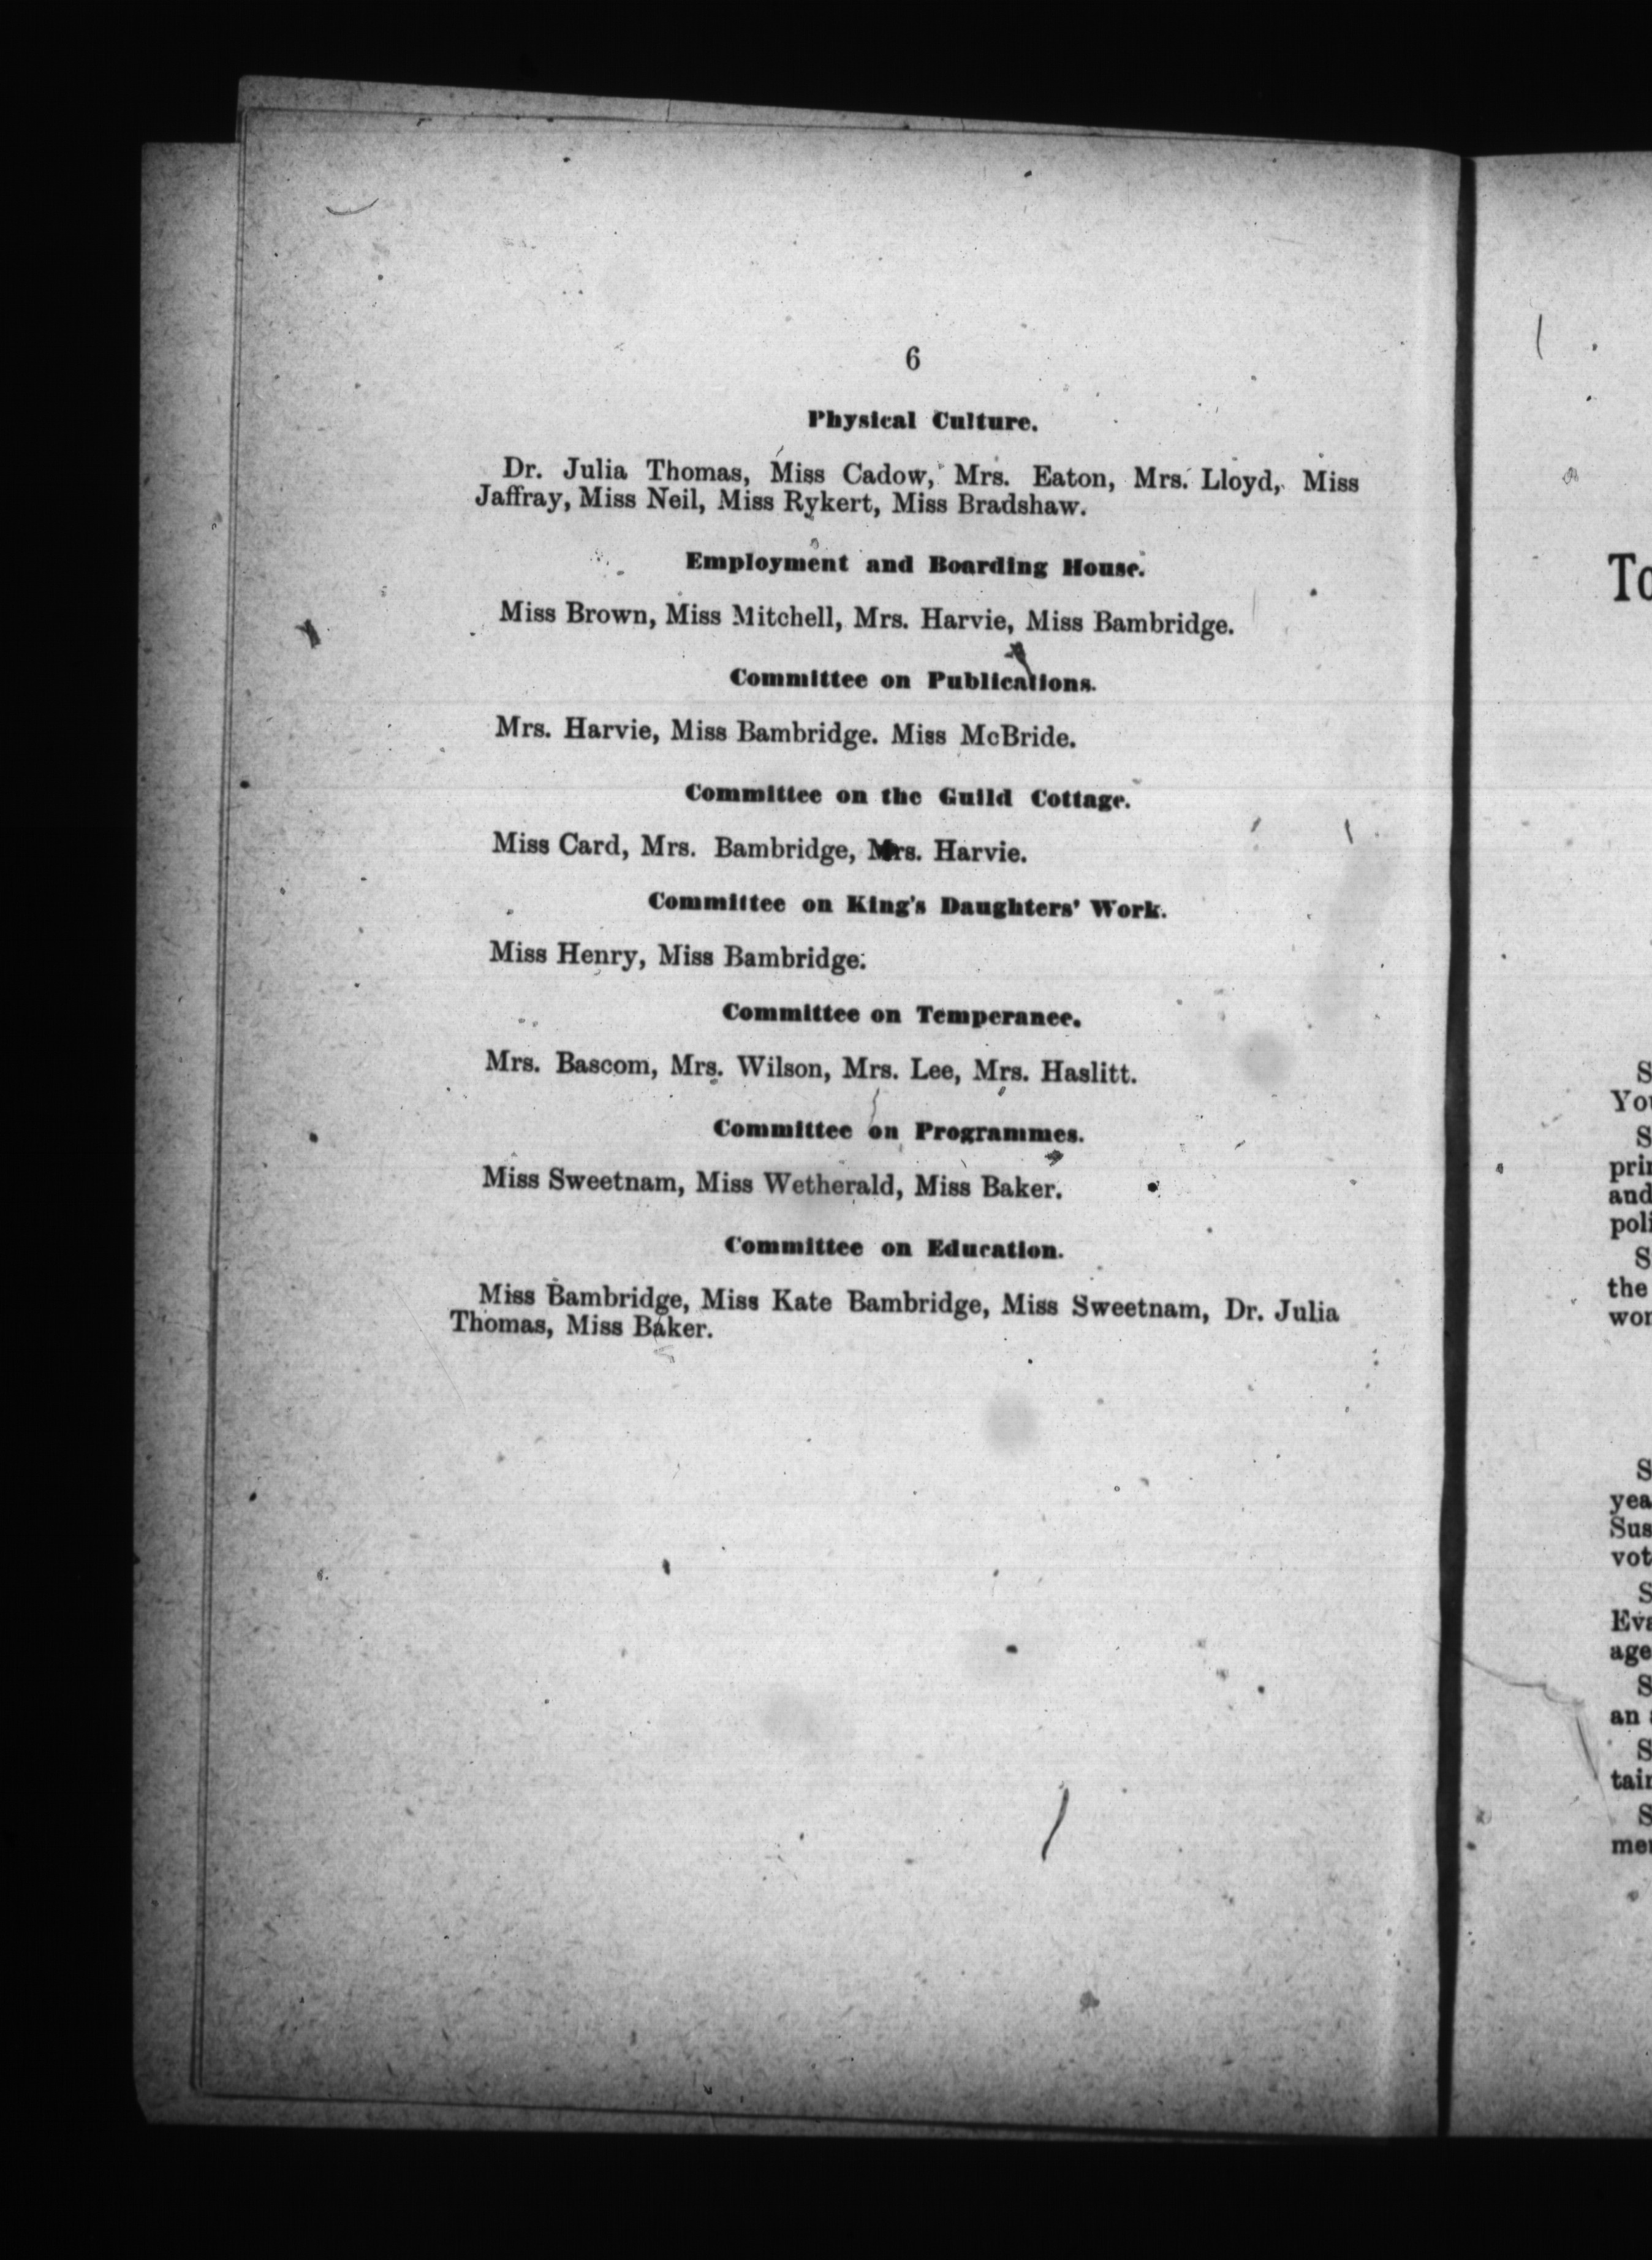 6
Physical Culture.
Dr. Julia Thomas, Miss Cadow, Mrs. Eaton, Mrs. Lloyd, Miss
Jaffray, Miss Neil, Miss Rykert, Miss Bradshaw.
Employment and Boarding House.
Miss Brown, Miss Mitchell, Mrs. Harvie, Miss Bambridge.
Committee on Publications.
Mrs. Harvie, Miss Bambridge. Miss McBride.
Committee on the Guild Cottage.
Miss Card, Mrs. Bambridge, Mrs. Harvie.
Committee on King's Daughters' Work.
Miss Henry, Miss Bambridge.
Committee on Temperance.
Mrs. Bascom, Mrs. Wilson, Mrs. Lee, Mrs. Haslitt.
Committee on Programmes.
Miss Sweetnam, Miss Wetherald, Miss Baker.
Committee on Education.
Miss Bambridge, Miss Kate Bambridge, Miss Sweetnam, Dr. Julia
Thomas, Miss Baker.
and
the
an